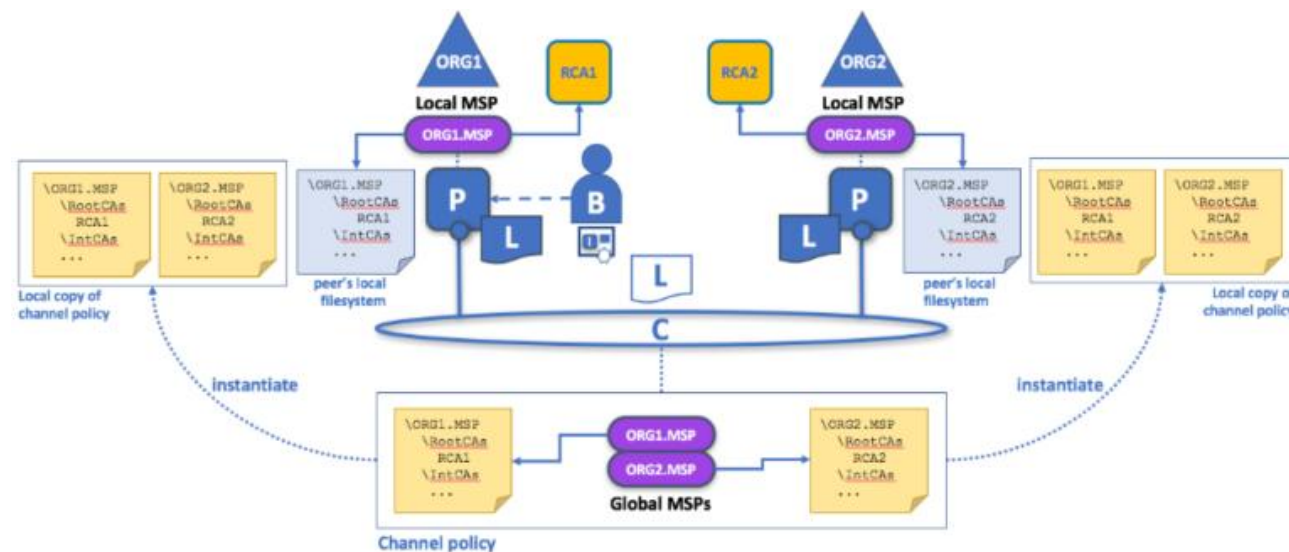 ORG1
RCA1
RCA2
ORG2
Local MSP
Local MSP
ORG1.MSP
ORG2.MSP
\ORG1.MSP
\RootCAs
RCA1
\IntCAs
...
\ORG2.MSP
\RootCAs
RCA2
\IntCAs
...
Local copy of
channel policy
\ORG1.MSP
\RootCAs
RCA1
\IntCAs
...
peer's local
filesystem
P
L
B
L
P
L
\ORG2.MSP
\RootCAs
RCA2
\IntCAs
...
peer's local
filesystem
\ORG1.MSP
\RootCAs
RCA1
\IntCAs
...
\ORG2.MSP
\RootCAs
RCA2
\IntCAs
...
Local copy o
channel policy
C
instantiate
instantiate
\ORG1.MSP
\RootCAs
RCA1
\IntCAs
...
ORG1.MSP
ORG2.MSP
Global MSPs
\ORG2.MSP
\RootCAs
RCA2
\IntCAs
...
Channel policy